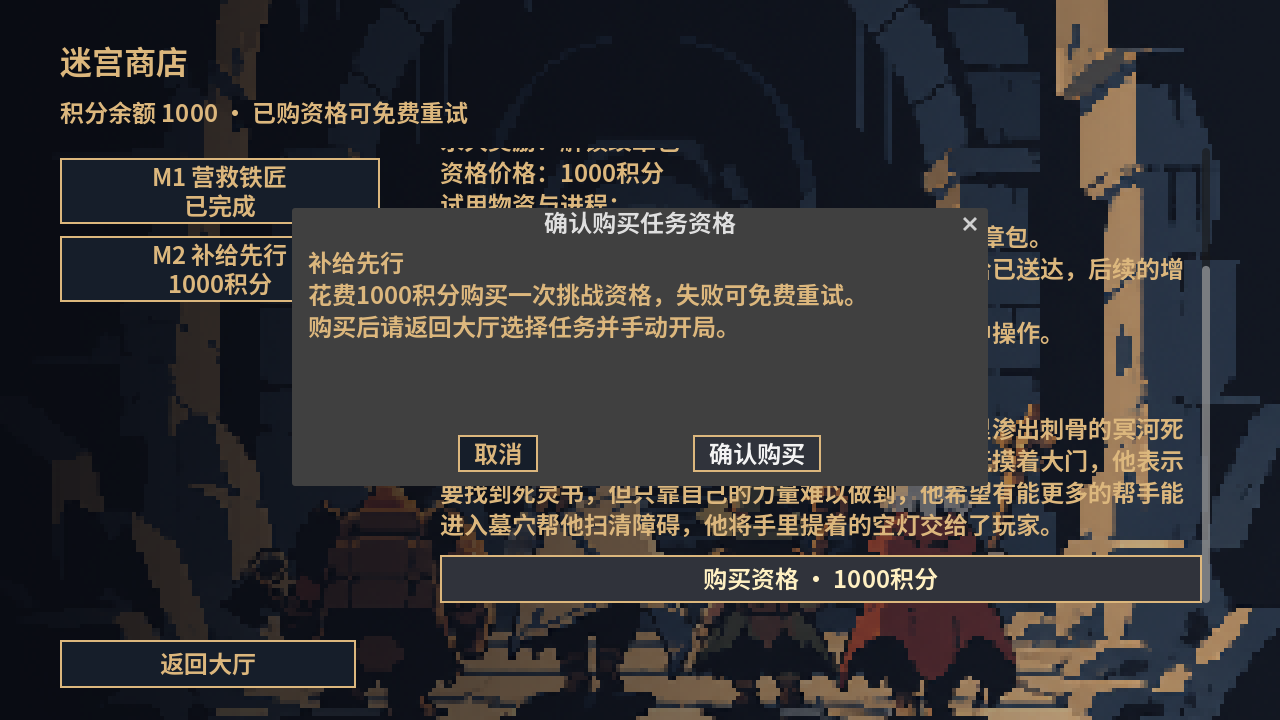 迷宫商店
积分余额 1000 · 已购资格可免费重试
M1 营救铁匠
已完成
M2 补给先行
1000积分
资格价格：1000积分
试用物资与进程：
确认购买任务资格
×
补给先行
花费1000积分购买一次挑战资格，失败可免费重试。
购买后请返回大厅选择任务并手动开局。
取消
确认购买
章包。
已送达，后续的增
操作。
渗出刺骨的冥河死
摸着大门，他表示
要找到死灵书，但只靠自己的力量难以做到，他希望有能更多的帮手能
进入墓穴帮他扫清障碍，他将手里提着的空灯交给了玩家。
购买资格 · 1000积分
返回大厅